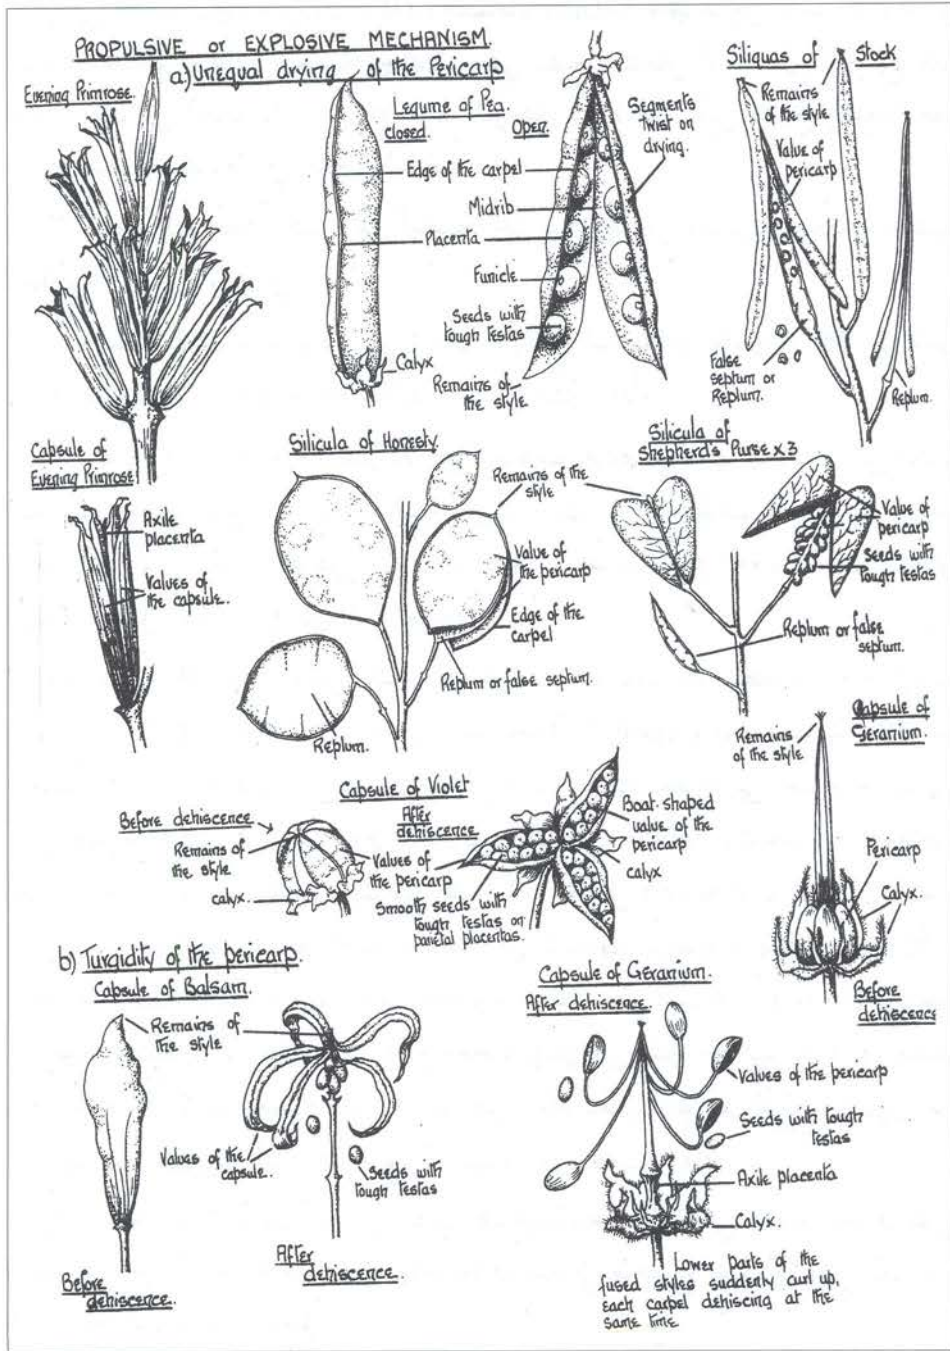 PROPULSIVE or EXPLOSIVE MECHANISM.
a) Unequal drying of the Pericarp
Evening Primrose.
Capsule of
Evening Primrose
Axile
placenta
Values of
the capsule.
Legume of Pea.
closed.
Open.
Edge of the carpel
Midrib
Placenta
Funicle
Seeds with
tough testas
Calyx
Remains of
the style
Segments
twist on
drying.
Siliquas of Stock
Remains of
the style
Value of
pericarp
False
septum or
Replum.
Replum.
Silicula of Honesty
Remains of the
style
Value of
the pericarp
Edge of the
carpel
Replum or false septum.
Replum.
Silicula of
Shepherd's Purse x 3
Value of
pericarp
Seeds with
tough testas
Replum or false
septum.
Capsule of Violet
Before dehiscence
Remains of
the style
calyx.
After
dehiscence
Values of
the pericarp
Smooth seeds with
tough testas on
parietal placentas.
Boat-shaped
value of the
pericarp
calyx
Capsule of
Geranium.
Remains
of the style
Pericarp
Calyx.
Before
dehiscence
b) Turgidity of the pericarp.
Capsule of Balsam.
Remains of
the style
Values of the
capsule.
Seeds with
tough testas
Before
dehiscence.
After
dehiscence.
Capsule of Geranium.
After dehiscence.
Values of the pericarp
Seeds with tough
testas
Axile placenta
Calyx.
Lower parts of the
fused styles suddenly curl up,
each carpel dehiscing at the
same time